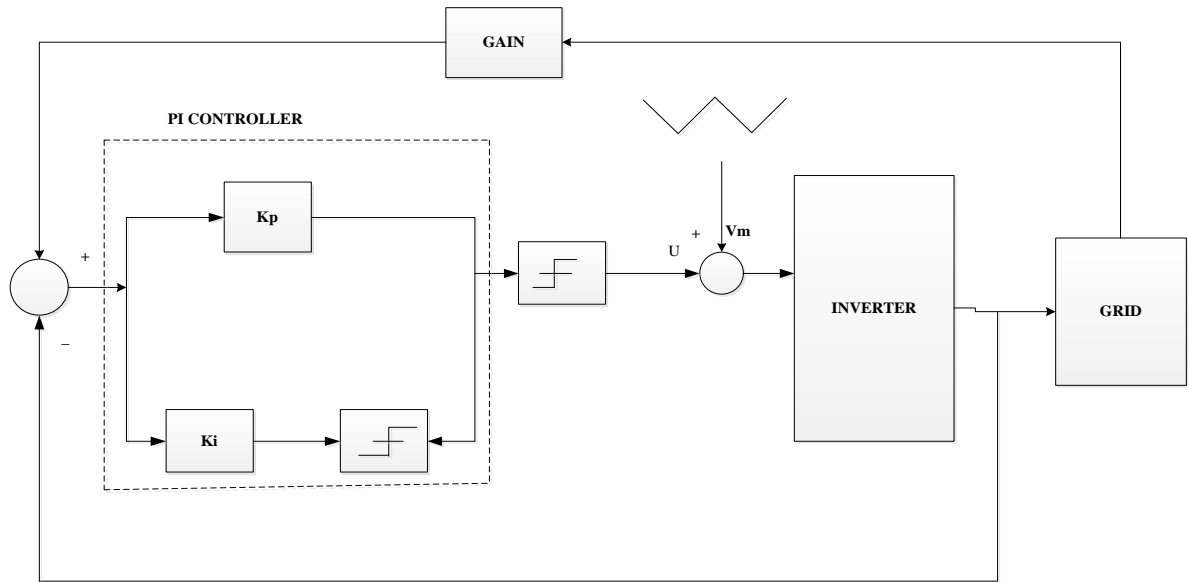 GAIN
PI CONTROLLER
Kp
+
−
U
+
Vm
INVERTER
GRID
Ki